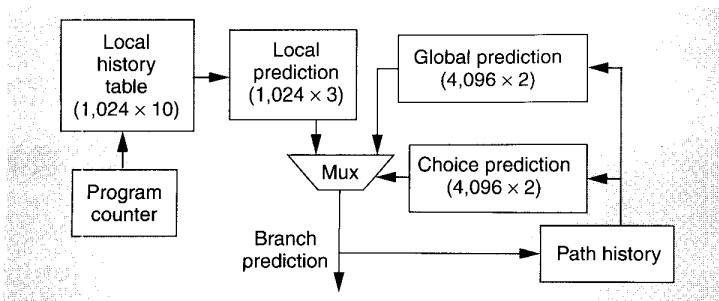 Local
history
table
(1,024 × 10)
Local
prediction
(1,024 × 3)
Global prediction
(4,096 × 2)
Mux
Choice prediction
(4,096 × 2)
Program
counter
Branch
prediction
Path history